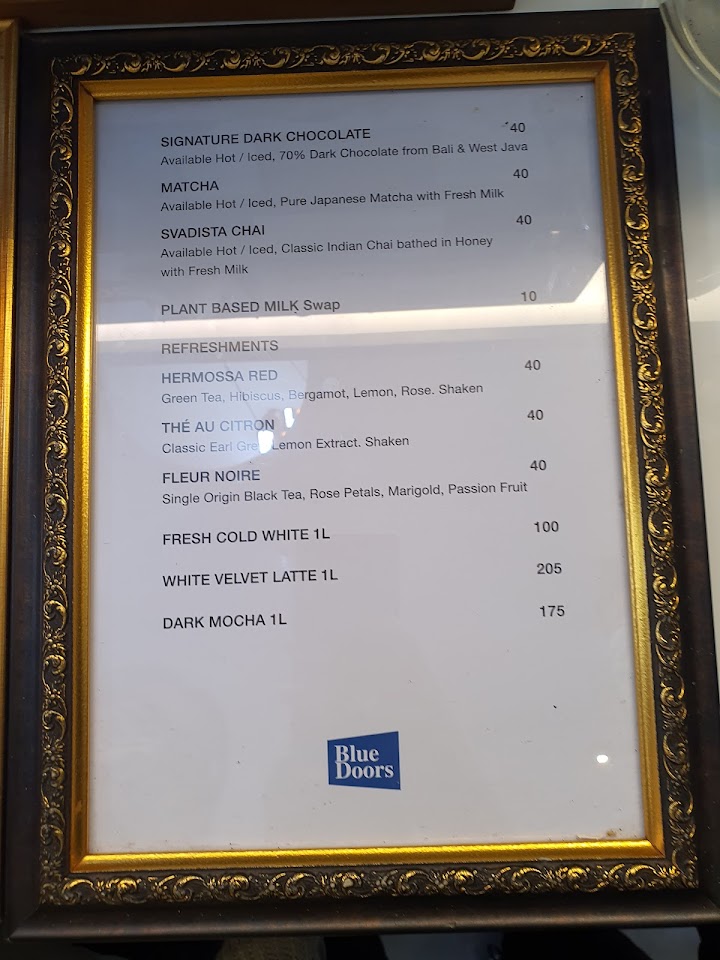 SIGNATURE DARK CHOCOLATE 40
Available Hot / Iced, 70% Dark Chocolate from Bali & West Java
MATCHA 40
Available Hot / Iced, Pure Japanese Matcha with Fresh Milk
SVADISTA CHAI 40
Available Hot / Iced, Classic Indian Chai bathed in Honey
with Fresh Milk
PLANT BASED MILK Swap 10
REFRESHMENTS
HERMOSSA RED 40
Green Tea, Hibiscus, Bergamot, Lemon, Rose. Shaken
THÉ AU CITRON 40
Classic Earl Lemon Extract. Shaken
FLEUR NOIRE 40
Single Origin Black Tea, Rose Petals, Marigold, Passion Fruit
FRESH COLD WHITE 1L 100
WHITE VELVET LATTE 1L 205
DARK MOCHA 1L 175
Blue
Doors